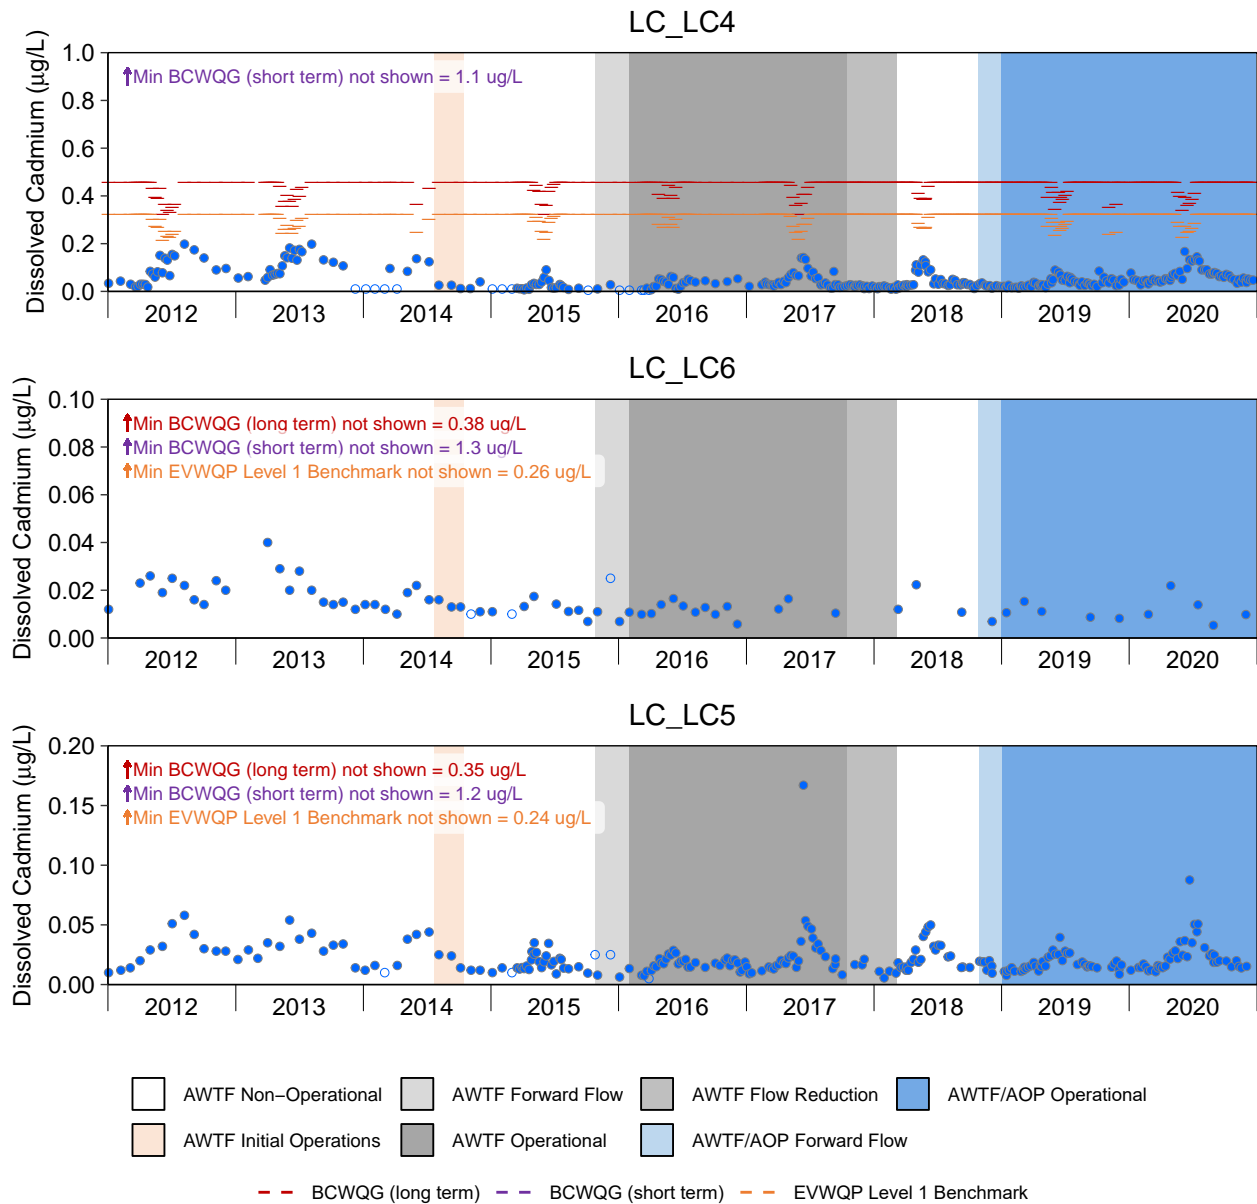 LC_LC4
Dissolved Cadmium (µg/L)
1.0
0.8
0.6
0.4
0.2
0.0
Min BCWQG (short term) not shown = 1.1 ug/L
2012 2013 2014 2015 2016 2017 2018 2019 2020
LC_LC6
Dissolved Cadmium (µg/L)
0.10
0.08
0.06
0.04
0.02
0.00
Min BCWQG (long term) not shown = 0.38 ug/L
Min BCWQG (short term) not shown = 1.3 ug/L
Min EVWQP Level 1 Benchmark not shown = 0.26 ug/L
2012 2013 2014 2015 2016 2017 2018 2019 2020
LC_LC5
Dissolved Cadmium (µg/L)
0.20
0.15
0.10
0.05
0.00
Min BCWQG (long term) not shown = 0.35 ug/L
Min BCWQG (short term) not shown = 1.2 ug/L
Min EVWQP Level 1 Benchmark not shown = 0.24 ug/L
2012 2013 2014 2015 2016 2017 2018 2019 2020
AWTF Non−Operational AWTF Forward Flow AWTF Flow Reduction AWTF/AOP Operational
AWTF Initial Operations AWTF Operational AWTF/AOP Forward Flow
BCWQG (long term) BCWQG (short term) EVWQP Level 1 Benchmark